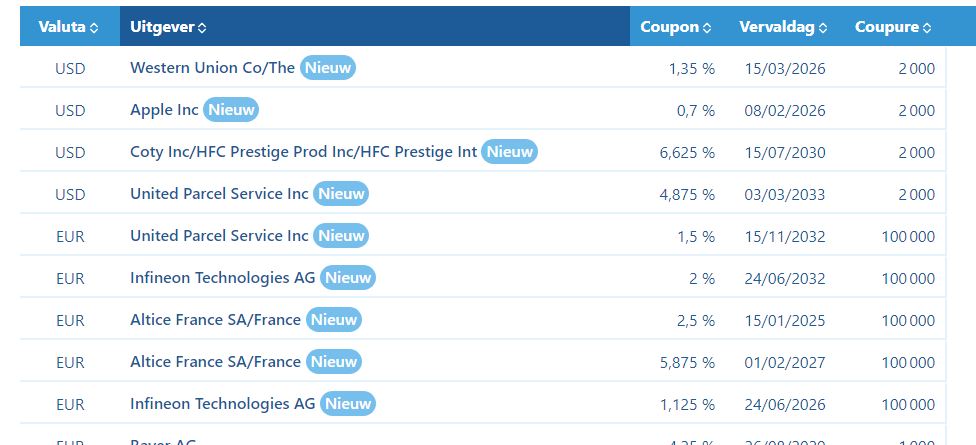 Valuta Uitgever Coupon Vervaldag Coupure
USD Western Union Co/The Nieuw 1,35 % 15/03/2026 2 000
USD Apple Inc Nieuw 0,7 % 08/02/2026 2 000
USD Coty Inc/HFC Prestige Prod Inc/HFC Prestige Int Nieuw 6,625 % 15/07/2030 2 000
USD United Parcel Service Inc Nieuw 4,875 % 03/03/2033 2 000
EUR United Parcel Service Inc Nieuw 1,5 % 15/11/2032 100 000
EUR Infineon Technologies AG Nieuw 2 % 24/06/2032 100 000
EUR Altice France SA/France Nieuw 2,5 % 15/01/2025 100 000
EUR Altice France SA/France Nieuw 5,875 % 01/02/2027 100 000
EUR Infineon Technologies AG Nieuw 1,125 % 24/06/2026 100 000
EUR Bayer AG